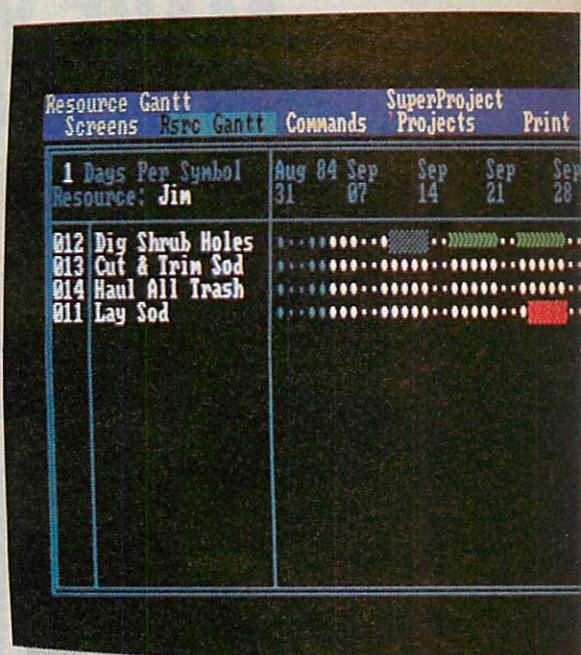 Resource Gantt SuperProject
Screens Rsrc Gantt Commands 'Projects Print
1 Days Per Symbol Aug 84 Sep Sep Sep Sep
Resource: Jim 31 07 14 21 28
012 Dig Shrub Holes
013 Cut & Trim Sod
014 Haul All Trash
011 Lay Sod